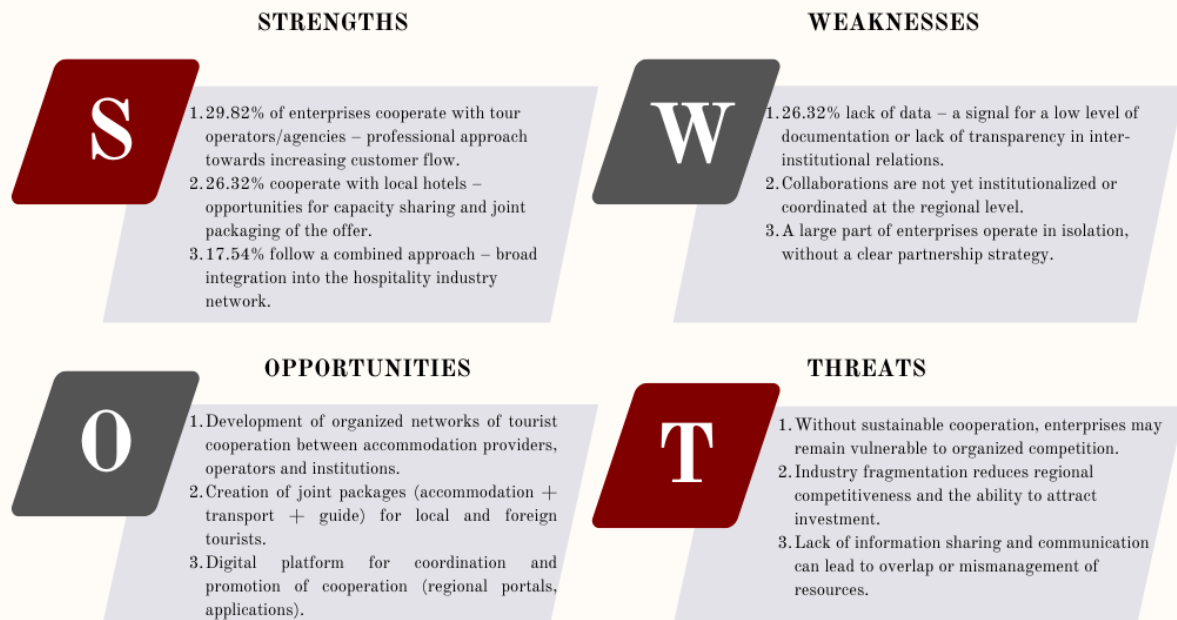 STRENGTHS
S
1. 29.82% of enterprises cooperate with tour
operators/agencies – professional approach
towards increasing customer flow.
2. 26.32% cooperate with local hotels –
opportunities for capacity sharing and joint
packaging of the offer.
3. 17.54% follow a combined approach – broad
integration into the hospitality industry
network.
WEAKNESSES
W
1. 26.32% lack of data – a signal for a low level of
documentation or lack of transparency in inter-
institutional relations.
2. Collaborations are not yet institutionalized or
coordinated at the regional level.
3. A large part of enterprises operate in isolation,
without a clear partnership strategy.
OPPORTUNITIES
O
1. Development of organized networks of tourist
cooperation between accommodation providers,
operators and institutions.
2. Creation of joint packages (accommodation +
transport + guide) for local and foreign
tourists.
3. Digital platform for coordination and
promotion of cooperation (regional portals,
applications).
THREATS
T
1. Without sustainable cooperation, enterprises may
remain vulnerable to organized competition.
2. Industry fragmentation reduces regional
competitiveness and the ability to attract
investment.
3. Lack of information sharing and communication
can lead to overlap or mismanagement of
resources.